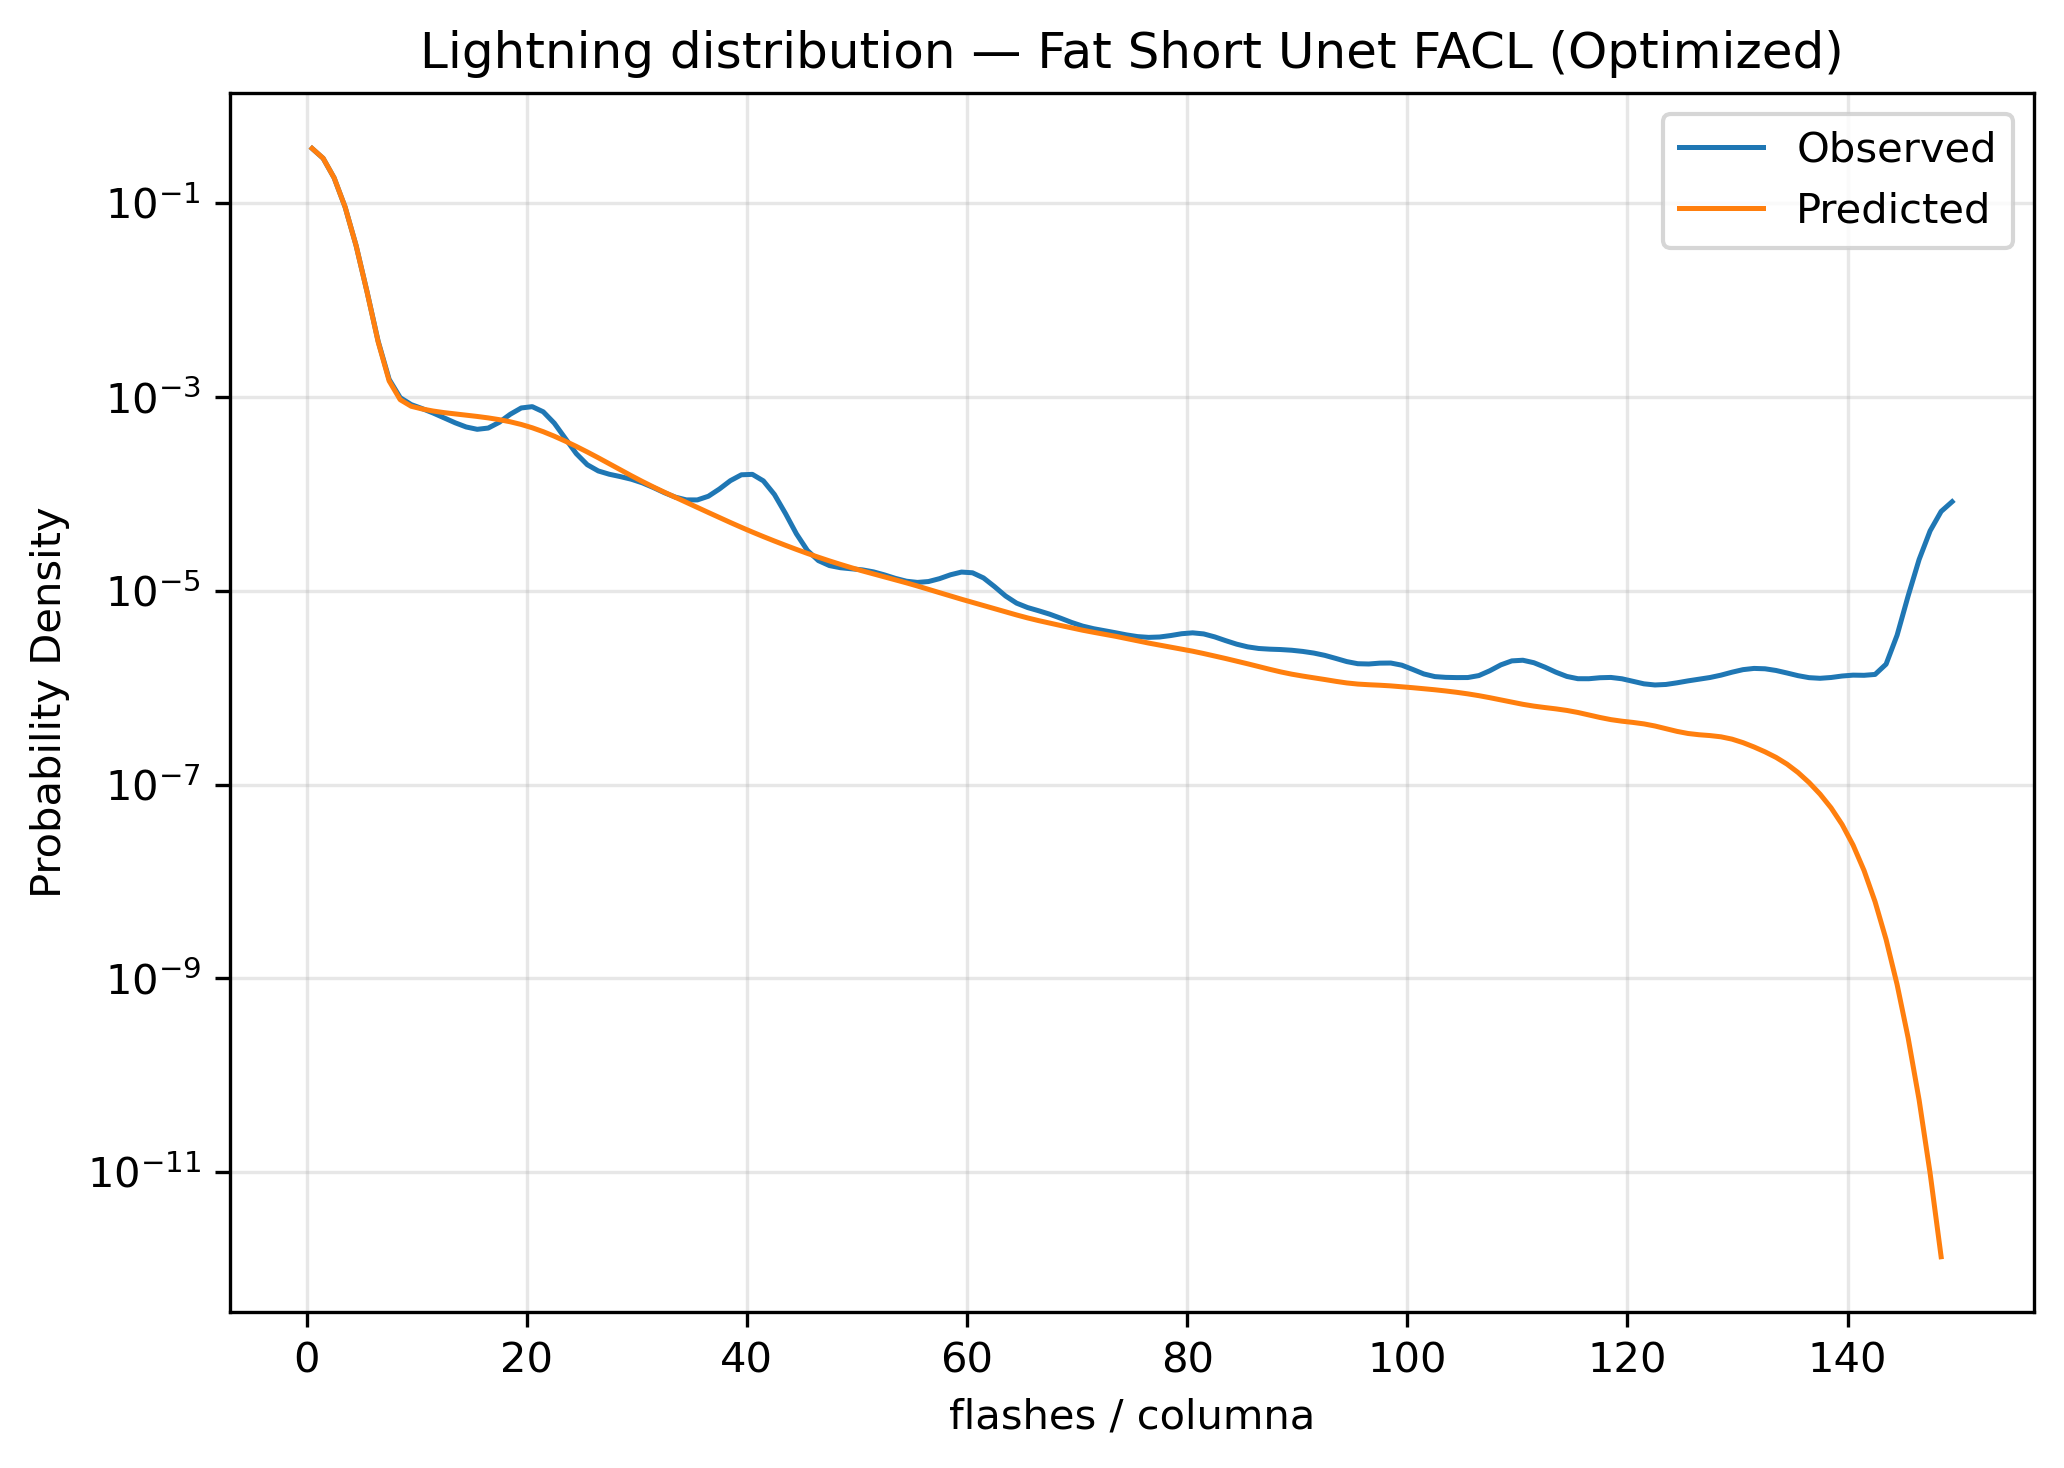 Lightning distribution — Fat Short Unet FACL (Optimized)
Observed
Predicted
Probability Density
10⁻¹
10⁻³
10⁻⁵
10⁻⁷
10⁻⁹
10⁻¹¹
0 20 40 60 80 100 120 140
flashes / columna